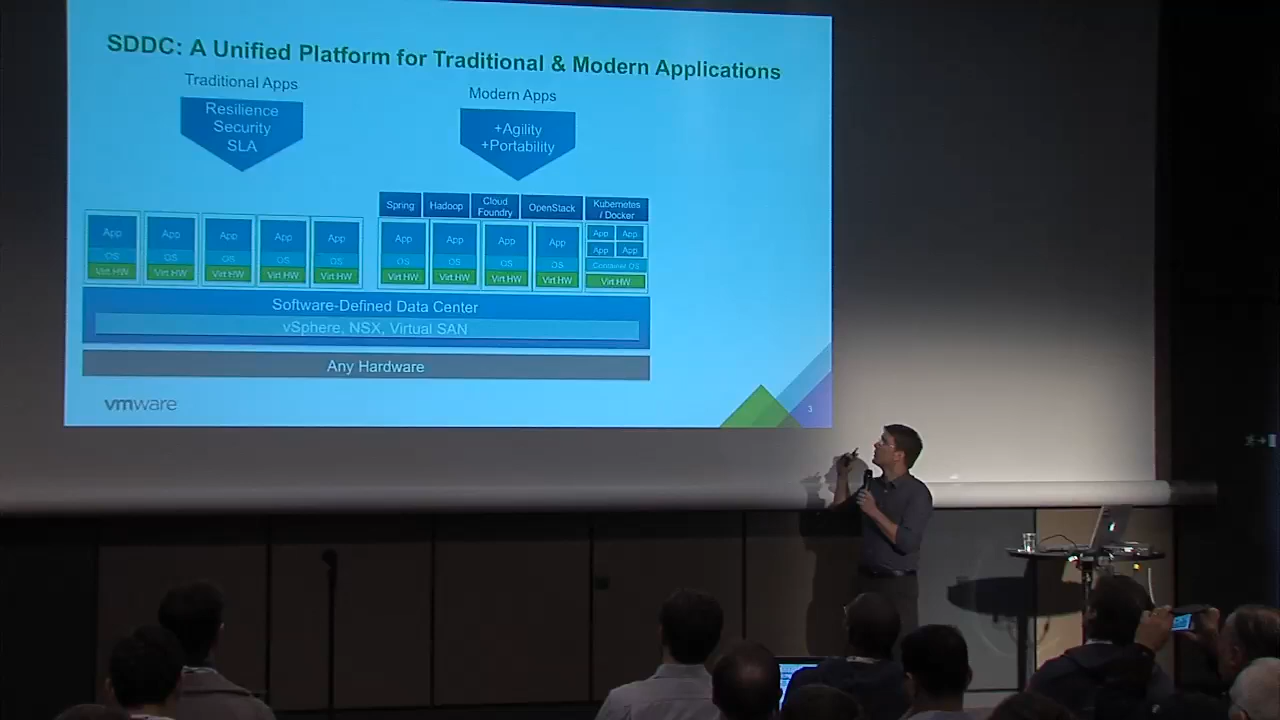 SDDC: A Unified Platform for Traditional & Modern Applications
Traditional Apps
Resilience
Security
SLA
Modern Apps
+Agility
+Portability
Spring
Hadoop
Cloud
Foundry
OpenStack
Kubernetes
/ Docker
App
OS
Virt HW
App
OS
Virt HW
App
OS
Virt HW
App
OS
Virt HW
App
OS
Virt HW
App
OS
Virt HW
App
OS
Virt HW
App
OS
Virt HW
App
OS
Virt HW
App App
App App
Container OS
Virt HW
Software-Defined Data Center
vSphere, NSX, Virtual SAN
Any Hardware
vmware
3